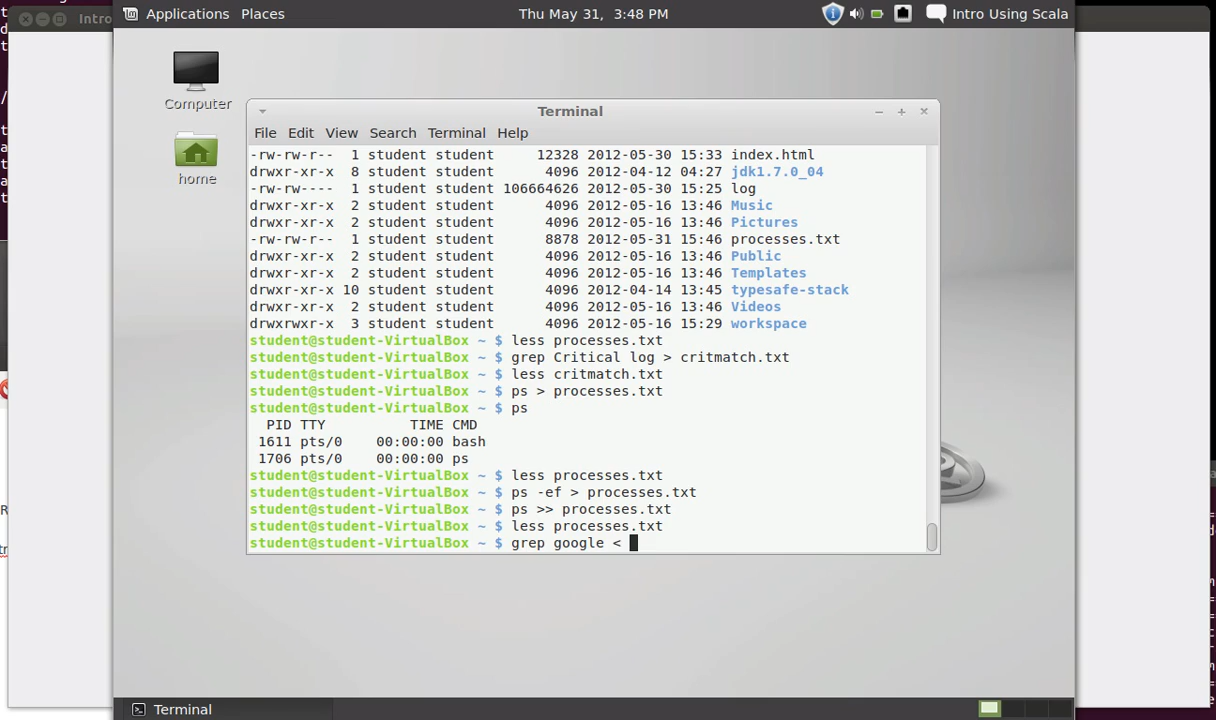 Intro
Applications Places
Thu May 31, 3:48 PM
Intro Using Scala
Computer
home
Terminal
File Edit View Search Terminal Help
-rw-rw-r-- 1 student student 12328 2012-05-30 15:33 index.html
drwxr-xr-x 8 student student 4096 2012-04-12 04:27 jdk1.7.0_04
-rw-rw---- 1 student student 106664626 2012-05-30 15:25 log
drwxr-xr-x 2 student student 4096 2012-05-16 13:46 Music
drwxr-xr-x 2 student student 4096 2012-05-16 13:46 Pictures
-rw-rw-r-- 1 student student 8878 2012-05-31 15:46 processes.txt
drwxr-xr-x 2 student student 4096 2012-05-16 13:46 Public
drwxr-xr-x 2 student student 4096 2012-05-16 13:46 Templates
drwxr-xr-x 10 student student 4096 2012-04-14 13:45 typesafe-stack
drwxr-xr-x 2 student student 4096 2012-05-16 13:46 Videos
drwxrwxr-x 3 student student 4096 2012-05-16 15:29 workspace
student@student-VirtualBox ~ $ less processes.txt
student@student-VirtualBox ~ $ grep Critical log > critmatch.txt
student@student-VirtualBox ~ $ less critmatch.txt
student@student-VirtualBox ~ $ ps > processes.txt
student@student-VirtualBox ~ $ ps
PID TTY TIME CMD
1611 pts/0 00:00:00 bash
1706 pts/0 00:00:00 ps
student@student-VirtualBox ~ $ less processes.txt
student@student-VirtualBox ~ $ ps -ef > processes.txt
student@student-VirtualBox ~ $ ps >> processes.txt
student@student-VirtualBox ~ $ less processes.txt
student@student-VirtualBox ~ $ grep google <
Terminal